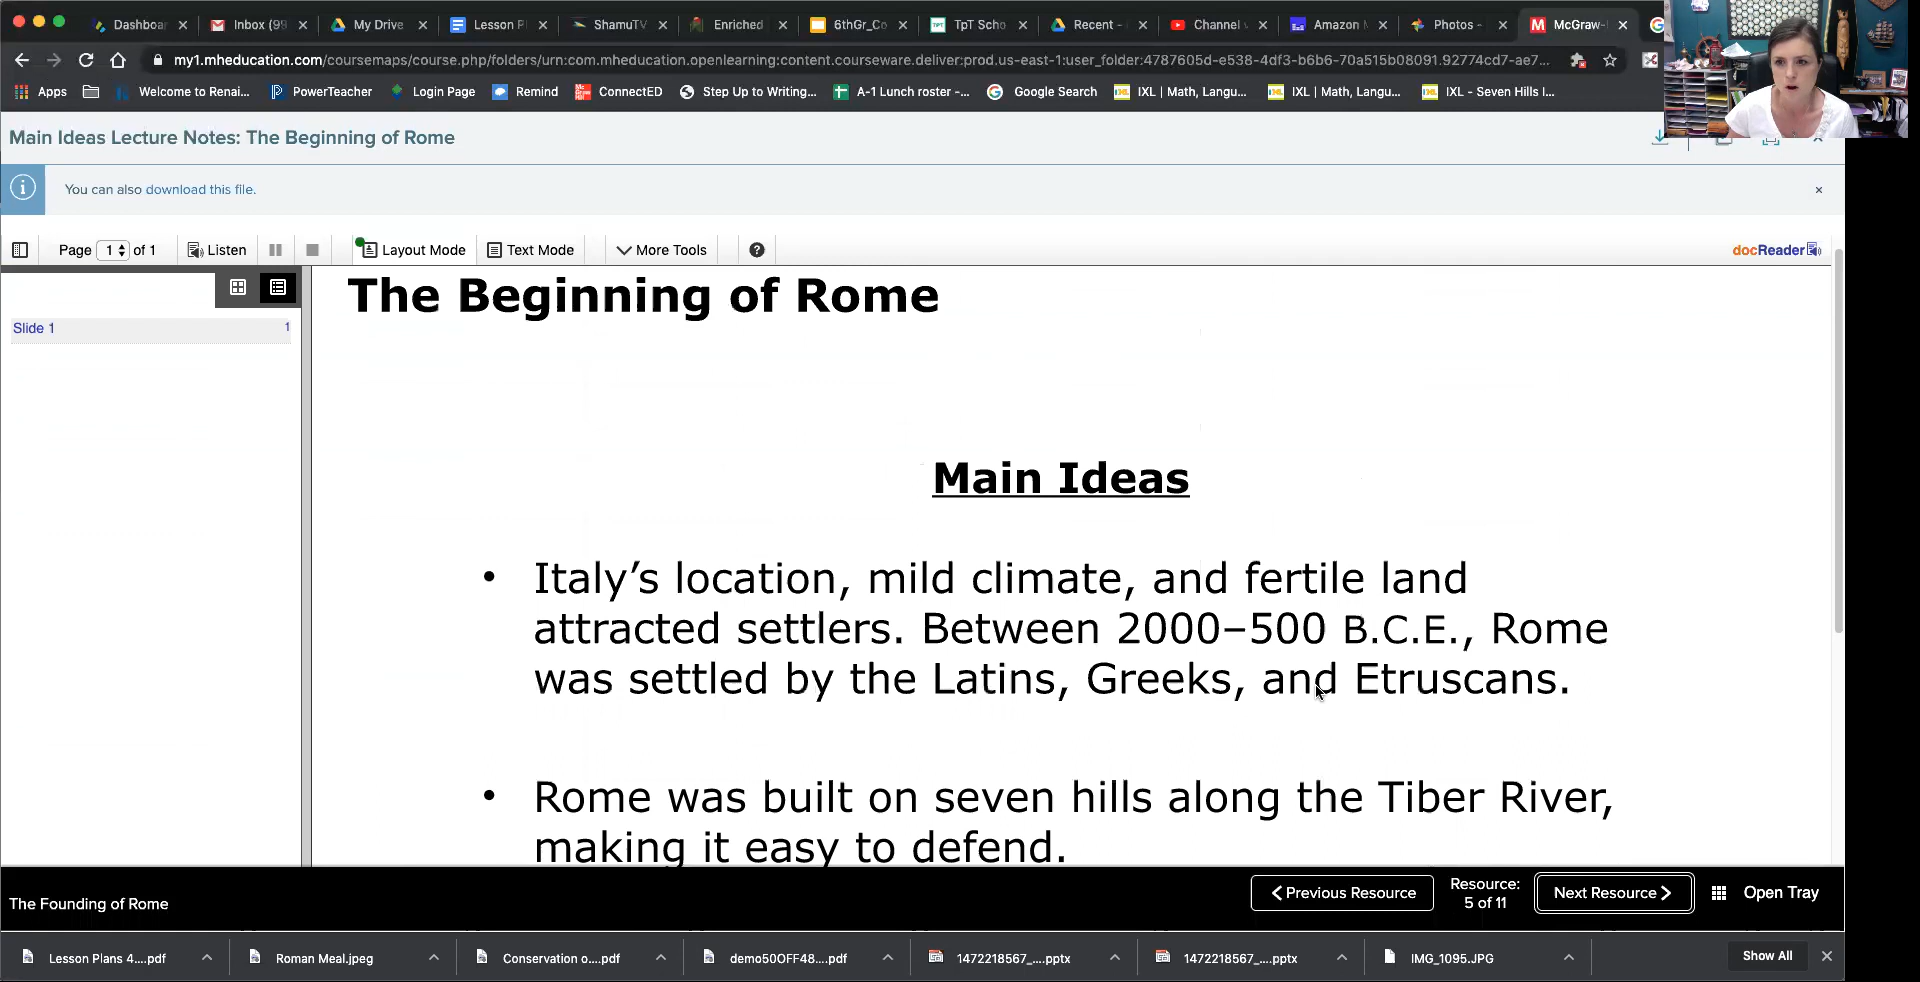 Dashboar
Inbox (99
My Drive
Lesson P
ShamuTV
Enriched
6thGr_Co
TpT Scho
Recent -
Channel
Amazon
Photos -
McGraw-
my1.mheducation.com/coursemaps/course.php/folders/urn:com.mheducation.openlearning:content.courseware.deliver:prod.us-east-1:user_folder:4787605d-e538-4df3-b6b6-70a515b08091.92774cd7-ae7...
Apps
Welcome to Renai...
PowerTeacher
Login Page
Remind
ConnectED
Step Up to Writing...
A-1 Lunch roster -...
Google Search
IXL | Math, Langu...
IXL | Math, Langu...
IXL - Seven Hills I...
Main Ideas Lecture Notes: The Beginning of Rome
You can also download this file.
Page 1 of 1
Listen
Layout Mode
Text Mode
More Tools
docReader
Slide 1 1
The Beginning of Rome
Main Ideas
• Italy's location, mild climate, and fertile land
attracted settlers. Between 2000–500 B.C.E., Rome
was settled by the Latins, Greeks, and Etruscans.
• Rome was built on seven hills along the Tiber River,
making it easy to defend.
The Founding of Rome
Previous Resource
Resource:
5 of 11
Next Resource
Open Tray
Lesson Plans 4....pdf
Roman Meal.jpeg
Conservation o....pdf
demo50OFF48....pdf
1472218567_....pptx
1472218567_....pptx
IMG_1095.JPG
Show All